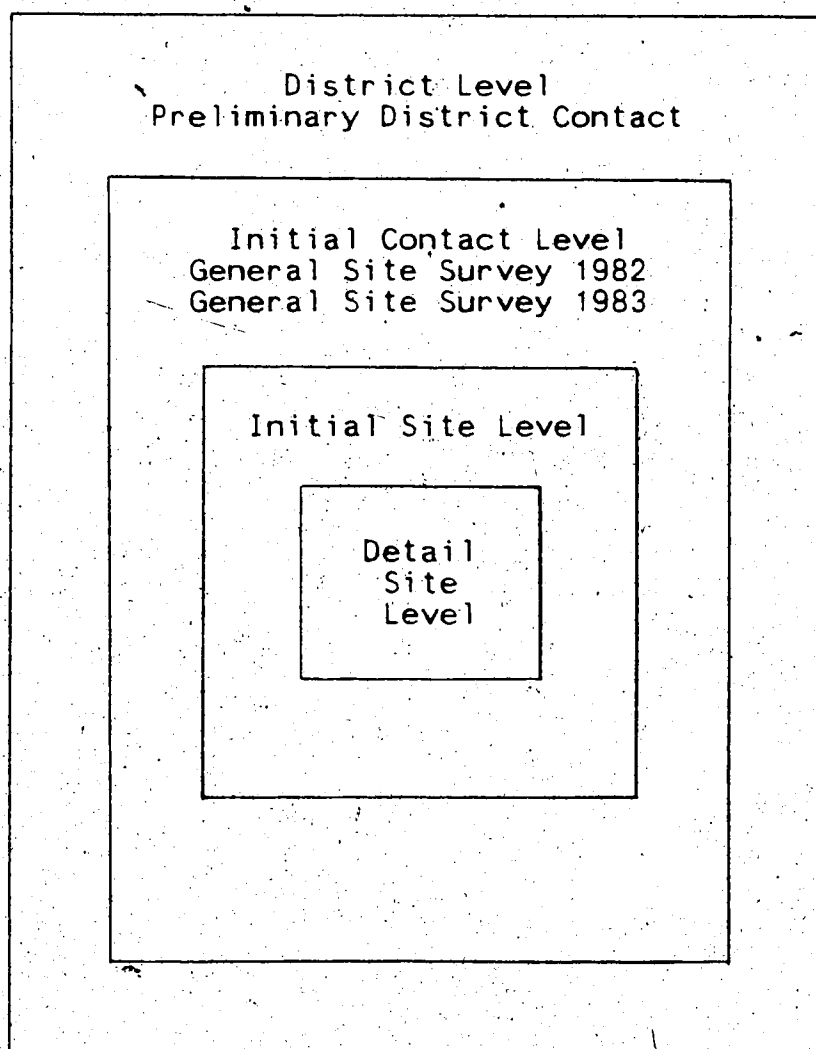 District Level
Preliminary District Contact
Initial Contact Level
General Site Survey 1982
General Site Survey 1983
Initial Site Level
Detail
Site
Level